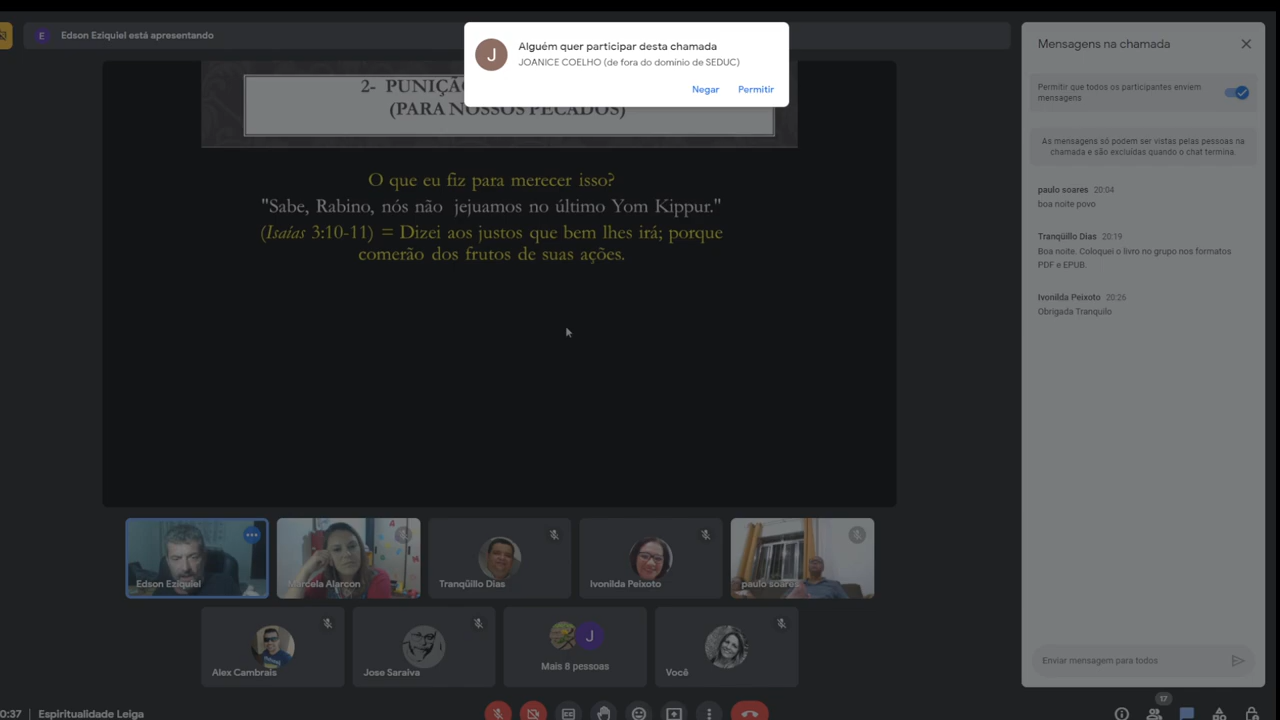 E Edson Eziquiel está apresentando
J Alguém quer participar desta chamada
JOANICE COELHO (de fora do domínio de SEDUC)
Negar Permitir
2- PUNIÇÃ
(PARA NOSSOS PECADOS)
O que eu fiz para merecer isso?
"Sabe, Rabino, nós não jejuamos no último Yom Kippur."
(Isaías 3:10-11) = Dizei aos justos que bem lhes irá; porque
comerão dos frutos de suas ações.
Edson Eziquiel
Marcela Alarcon
Tranqüillo Dias
Ivonilda Peixoto
paulo soares
Alex Cambrais
Jose Saraiva
J
Mais 8 pessoas
Você
Mensagens na chamada
Permitir que todos os participantes enviem
mensagens
As mensagens só podem ser vistas pelas pessoas na
chamada e são excluídas quando o chat termina.
paulo soares 20:04
boa noite povo
Tranqüillo Dias 20:19
Boa noite. Coloquei o livro no grupo nos formatos
PDF e EPUB.
Ivonilda Peixoto 20:26
Obrigada Tranquilo
Enviar mensagem para todos
0:37 | Espiritualidade Leiga
17